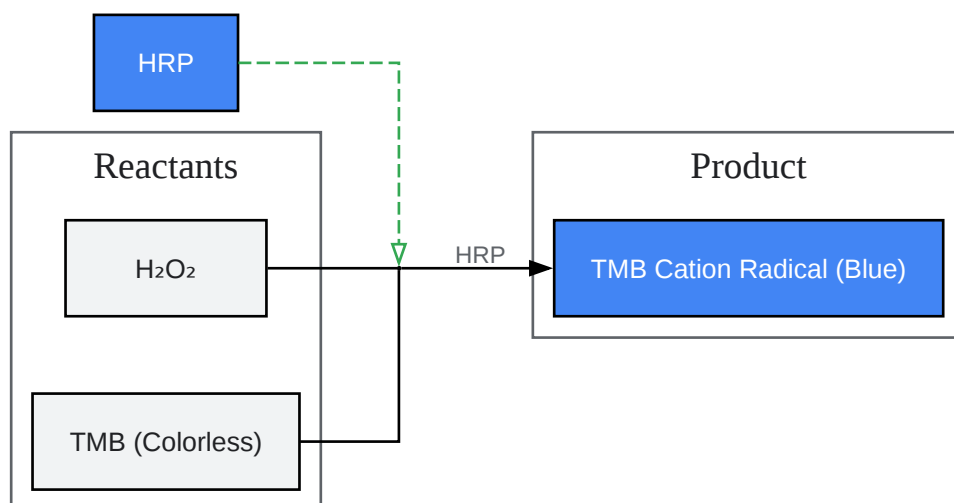 HRP
Reactants
Product
H₂O₂
HRP
TMB Cation Radical (Blue)
TMB (Colorless)